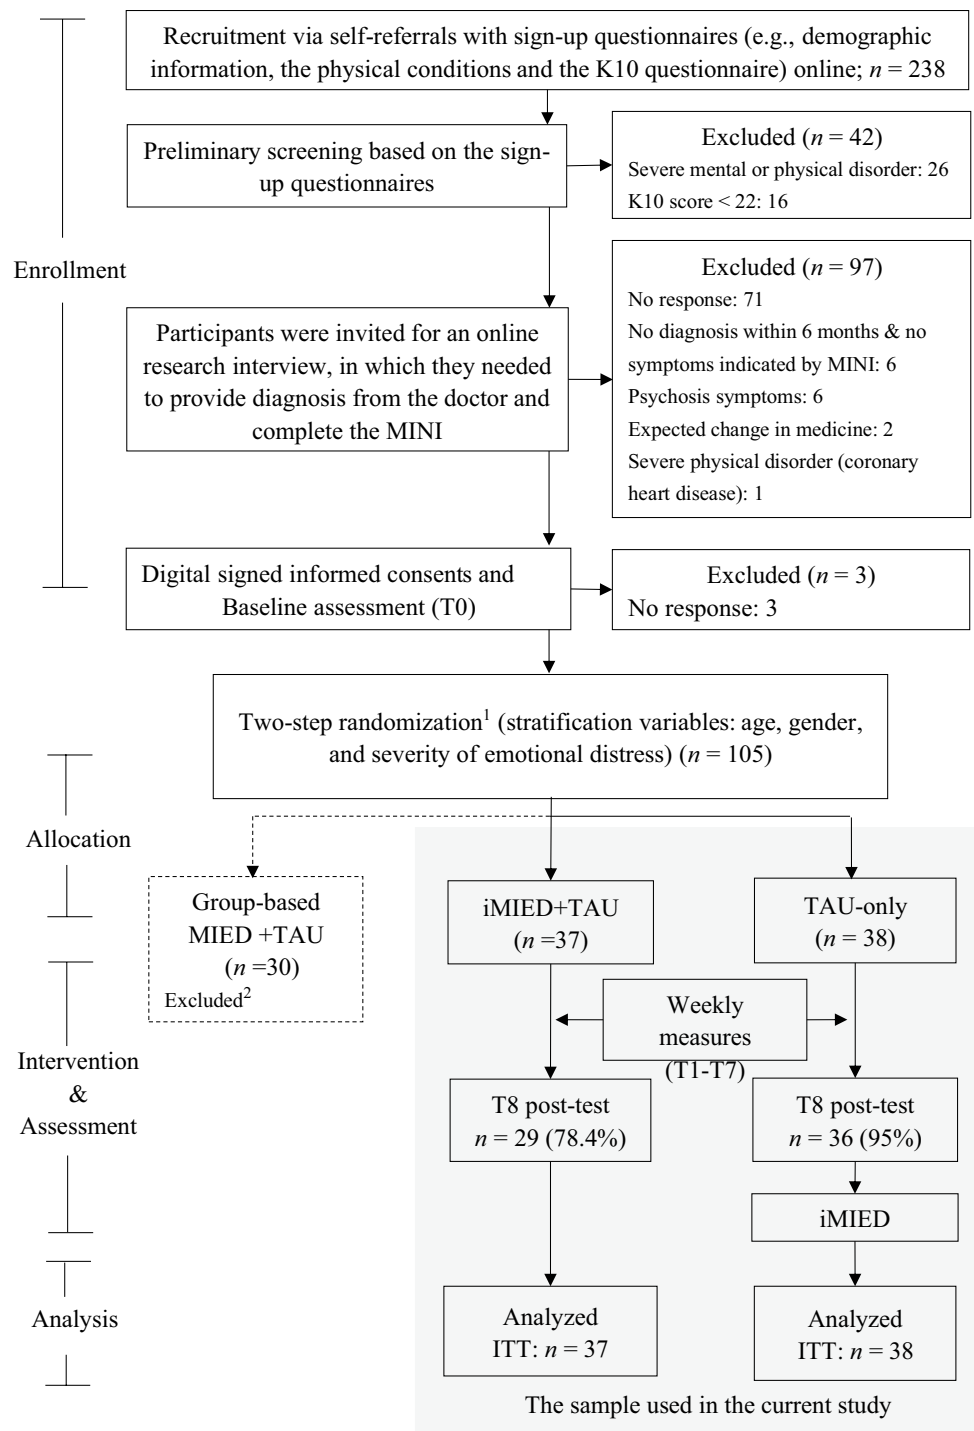 Recruitment via self-referrals with sign-up questionnaires (e.g., demographic
information, the physical conditions and the K10 questionnaire) online; n = 238
Preliminary screening based on the sign-
up questionnaires
Excluded (n = 42)
Severe mental or physical disorder: 26
K10 score < 22: 16
Enrollment
Participants were invited for an online
research interview, in which they needed
to provide diagnosis from the doctor and
complete the MINI
Excluded (n = 97)
No response: 71
No diagnosis within 6 months & no
symptoms indicated by MINI: 6
Psychosis symptoms: 6
Expected change in medicine: 2
Severe physical disorder (coronary
heart disease): 1
Digital signed informed consents and
Baseline assessment (T0)
Excluded (n = 3)
No response: 3
Two-step randomization1 (stratification variables: age, gender,
and severity of emotional distress) (n = 105)
Allocation
Group-based
MIED +TAU
(n =30)
Excluded2
iMIED+TAU
(n =37)
TAU-only
(n = 38)
Intervention
&
Assessment
Weekly
measures
(T1-T7)
T8 post-test
n = 29 (78.4%)
T8 post-test
n = 36 (95%)
iMIED
Analysis
Analyzed
ITT: n = 37
Analyzed
ITT: n = 38
The sample used in the current study